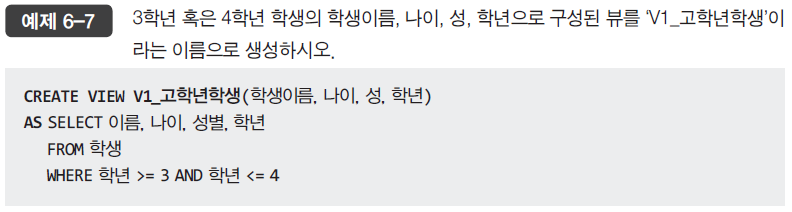 예제 6-7 3학년 혹은 4학년 학생의 학생이름, 나이, 성, 학년으로 구성된 뷰를 ‘V1_고학년학생’이
라는 이름으로 생성하시오.
CREATE VIEW V1_고학년학생(학생이름, 나이, 성, 학년)
AS SELECT 이름, 나이, 성별, 학년
FROM 학생
WHERE 학년 >= 3 AND 학년 <= 4